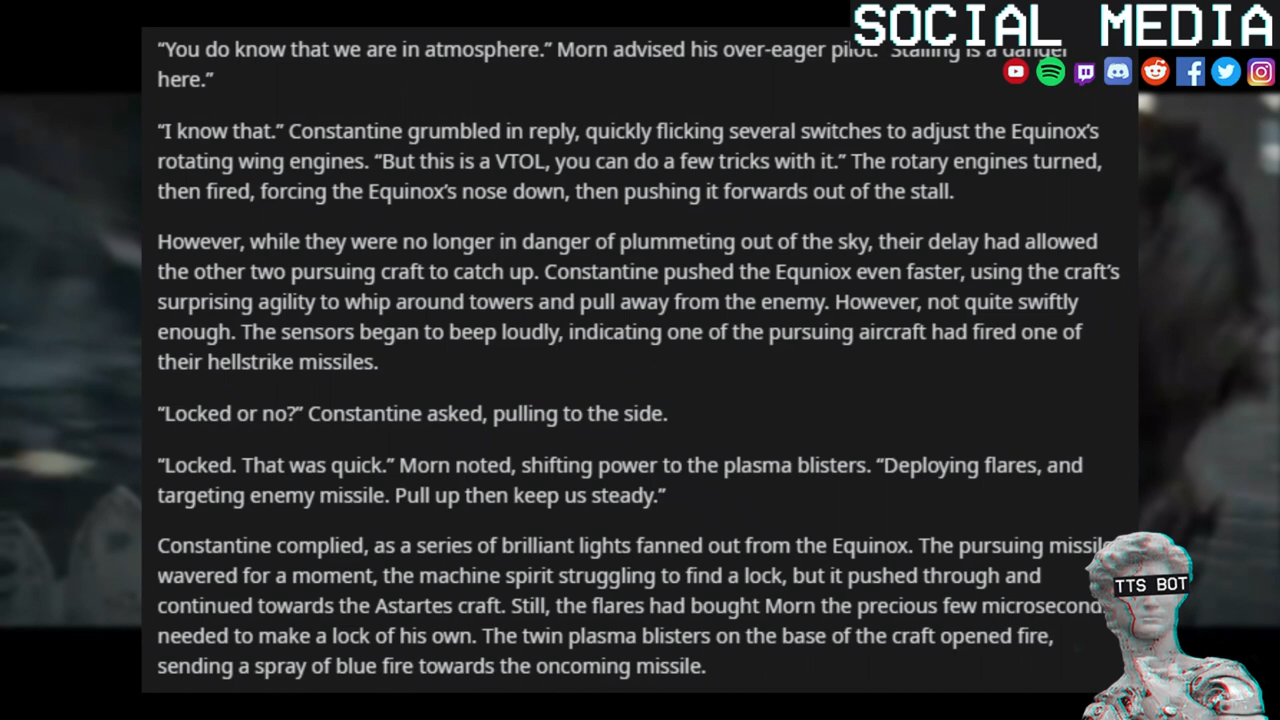 SOCIAL MEDIA
“You do know that we are in atmosphere.” Morn advised his over-eager pilot. “Stalling is a danger
here.”
“I know that.” Constantine grumbled in reply, quickly flicking several switches to adjust the Equinox’s
rotating wing engines. “But this is a VTOL, you can do a few tricks with it.” The rotary engines turned,
then fired, forcing the Equinox’s nose down, then pushing it forwards out of the stall.
However, while they were no longer in danger of plummeting out of the sky, their delay had allowed
the other two pursuing craft to catch up. Constantine pushed the Equniox even faster, using the craft’s
surprising agility to whip around towers and pull away from the enemy. However, not quite swiftly
enough. The sensors began to beep loudly, indicating one of the pursuing aircraft had fired one of
their hellstrike missiles.
“Locked or no?” Constantine asked, pulling to the side.
“Locked. That was quick.” Morn noted, shifting power to the plasma blisters. “Deploying flares, and
targeting enemy missile. Pull up then keep us steady.”
Constantine complied, as a series of brilliant lights fanned out from the Equinox. The pursuing missile
wavered for a moment, the machine spirit struggling to find a lock, but it pushed through and
continued towards the Astartes craft. Still, the flares had bought Morn the precious few microseconds
needed to make a lock of his own. The twin plasma blisters on the base of the craft opened fire,
sending a spray of blue fire towards the oncoming missile.
TTS BOT